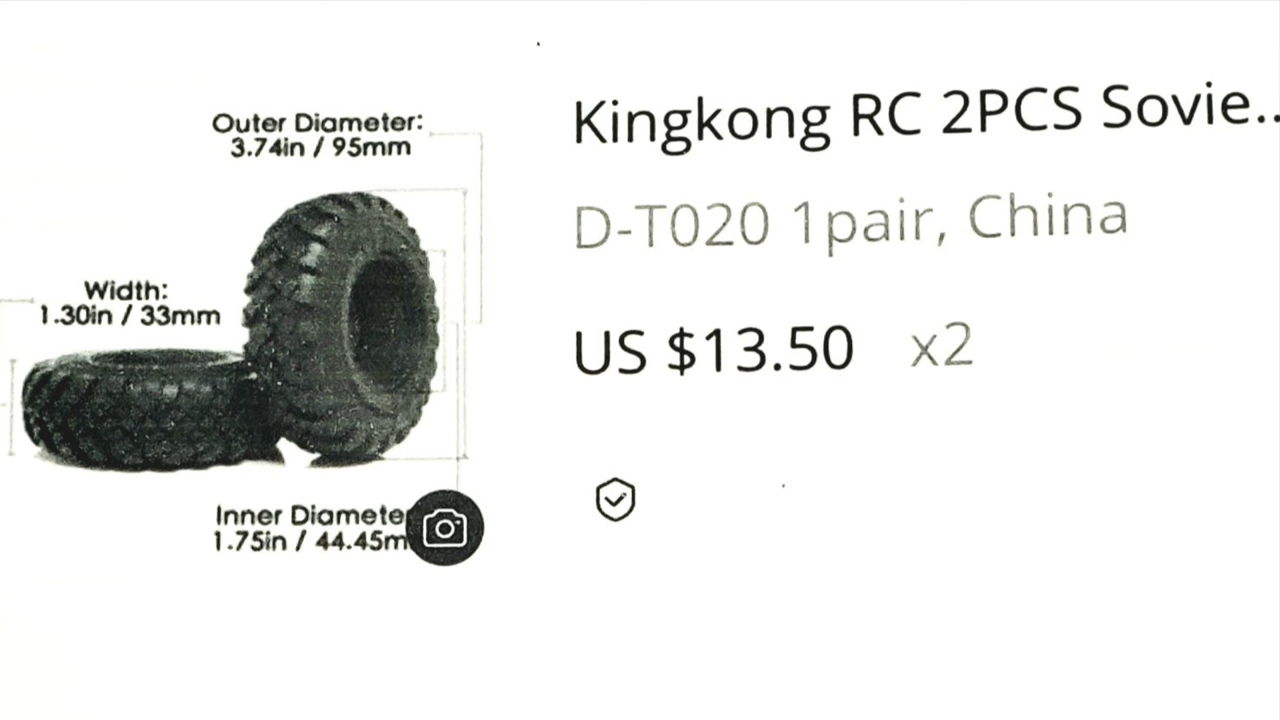 Outer Diameter:
3.74in / 95mm
Width:
1.30in / 33mm
Inner Diamete
1.75in / 44.45m
Kingkong RC 2PCS Sovie..
D-T020 1pair, China
US $13.50 x2